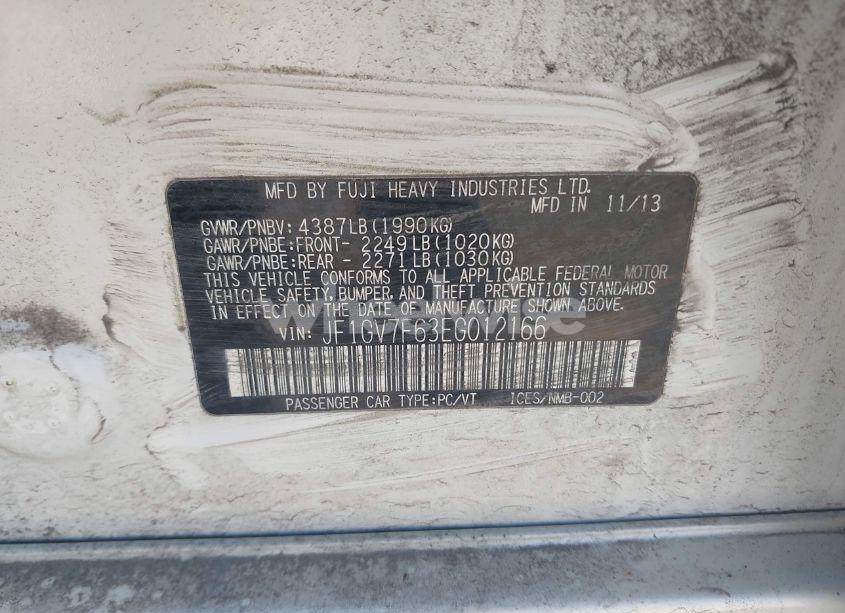 MFD BY FUJI HEAVY INDUSTRIES LTD.
MFD IN 11/13
GVWR/PNBV: 4387LB(1990KG)
GAWR/PNBE:FRONT- 2249LB(1020KG)
GAWR/PNBE:REAR - 2271LB(1030KG)
THIS VEHICLE CONFORMS TO ALL APPLICABLE FEDERAL MOTOR
VEHICLE SAFETY, BUMPER, AND THEFT PREVENTION STANDARDS
IN EFFECT ON THE DATE OF MANUFACTURE SHOWN ABOVE.
VIN: JF1GV7F63EG012166
PASSENGER CAR TYPE:PC/VT ICES/NMB-002